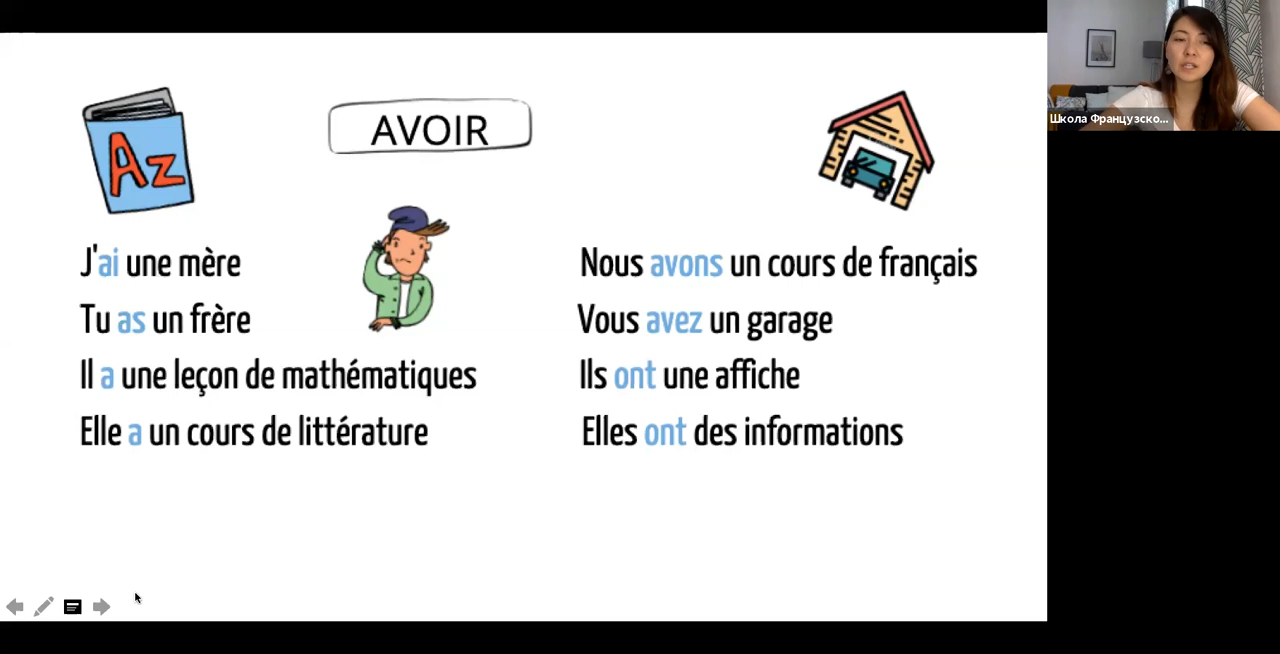 AZ
AVOIR
J'ai une mère
Tu as un frère
Il a une leçon de mathématiques
Elle a un cours de littérature
Nous avons un cours de français
Vous avez un garage
Ils ont une affiche
Elles ont des informations
Школа Французско...